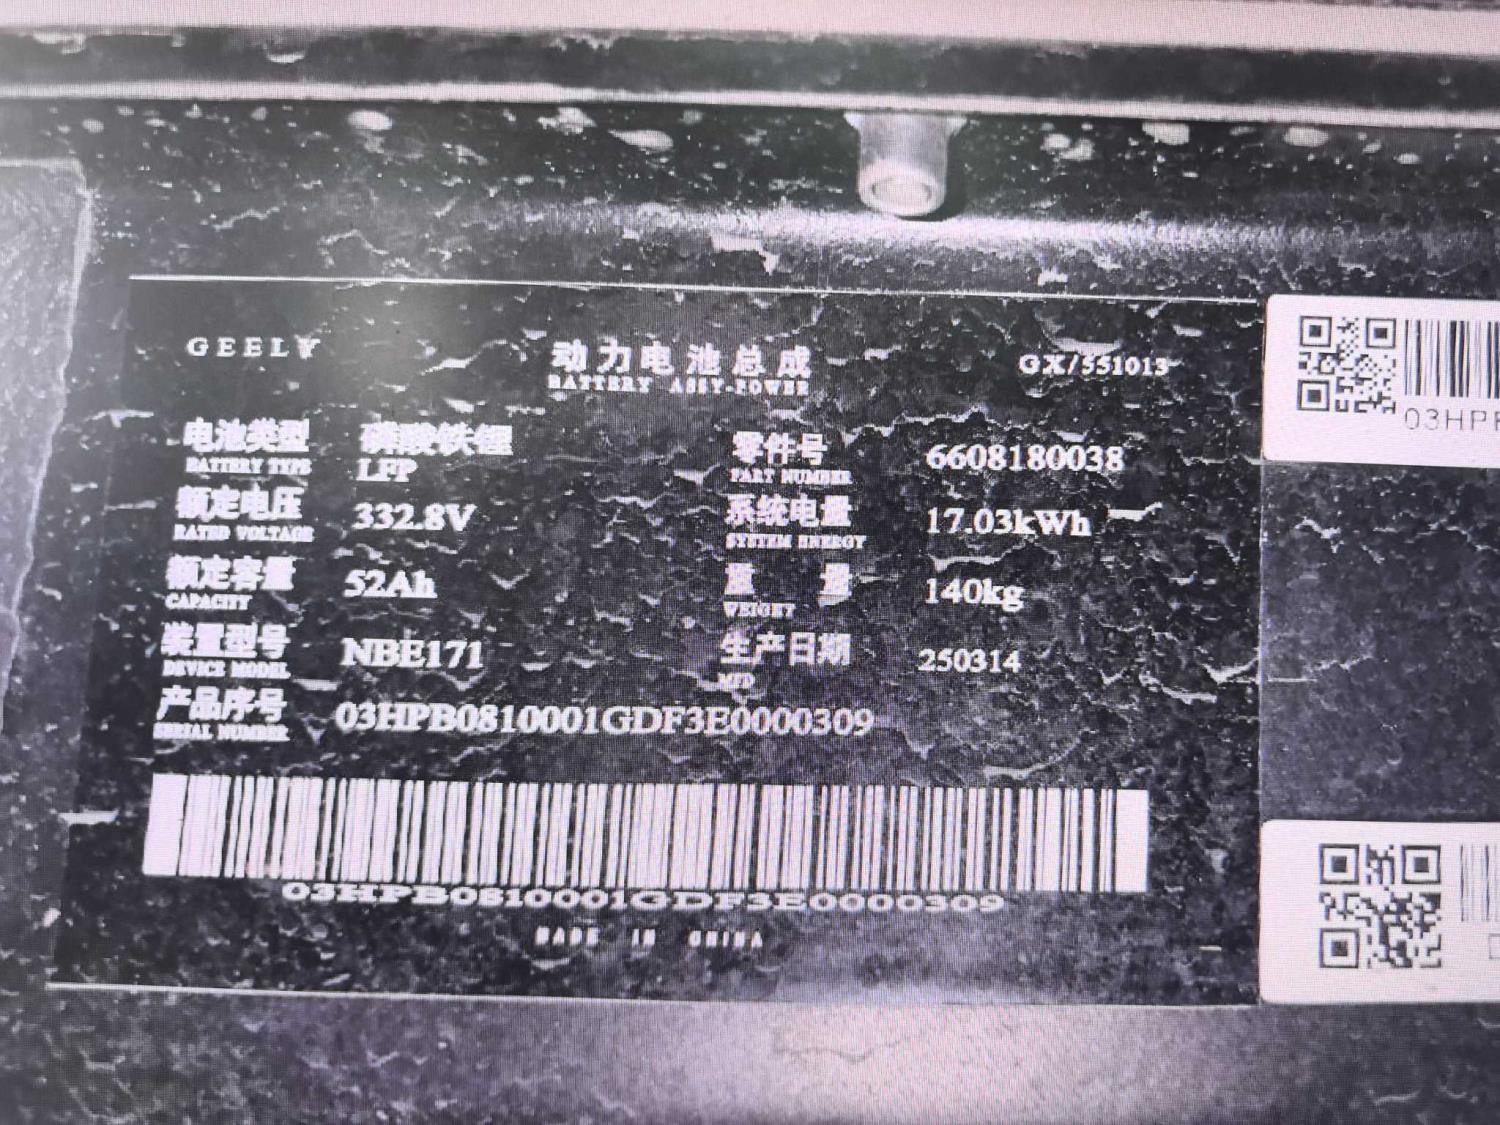 GEELY
动力电池总成
BATTERY ASSY-POWER
GX/551013
电池类型 磷酸铁锂
BATTERY TYPE LFP
零件号 6608180038
PART NUMBER
额定电压 332.8V
RATED VOLTAGE
系统电量 17.03kWh
SYSTEM ENERGY
额定容量 52Ah
CAPACITY
重量 140kg
WEIGHT
装置型号 NBE171
DEVICE MODEL
生产日期 250314
MFD
产品序号 03HPB0810001GDF3E0000309
SERIAL NUMBER
03HPB0810001GDF3E0000309
MADE IN CHINA